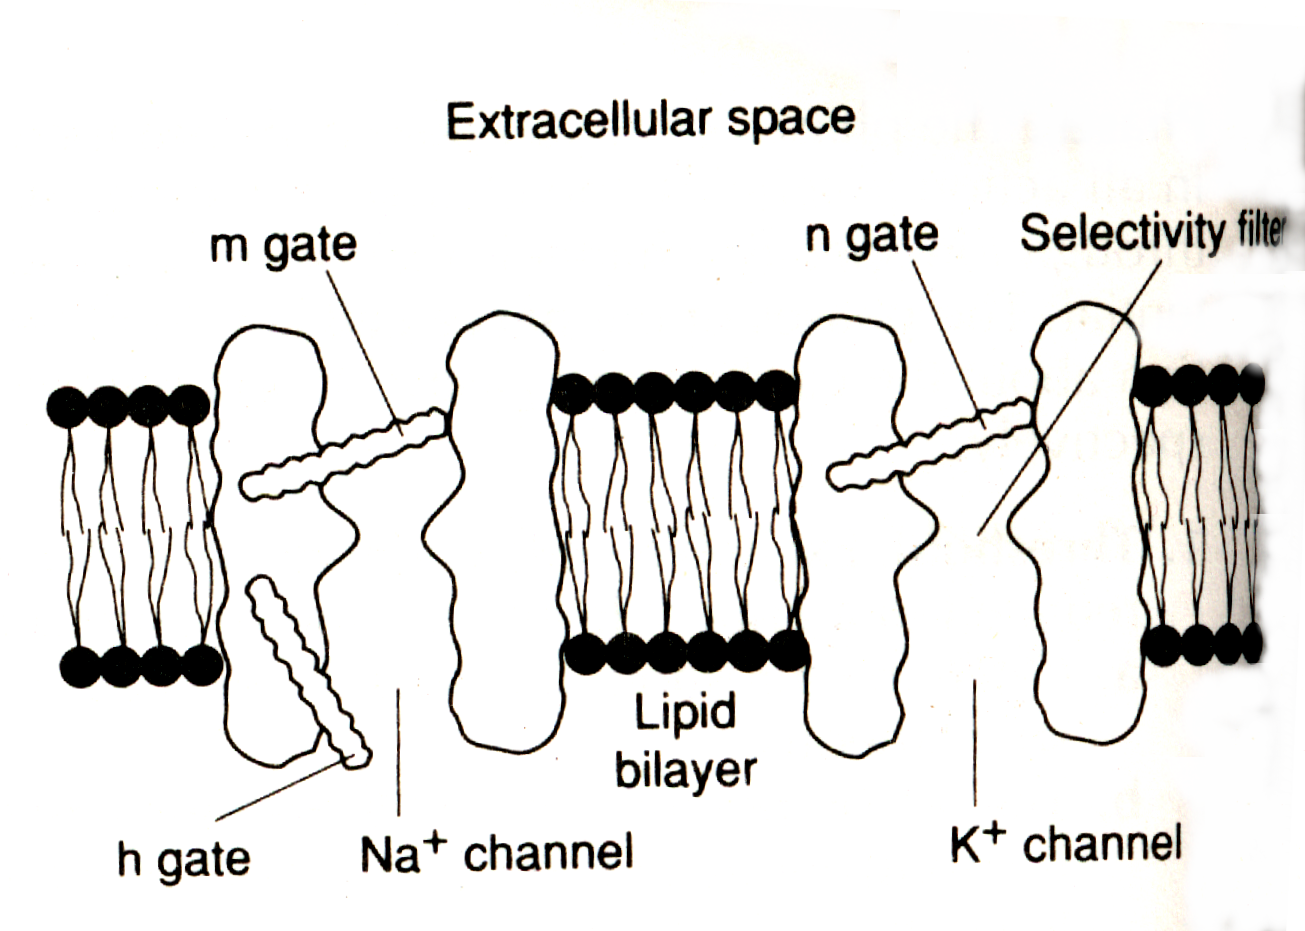 Extracellular space
m gate
n gate
Selectivity filter
Lipid
bilayer
h gate
Na⁺ channel
K⁺ channel